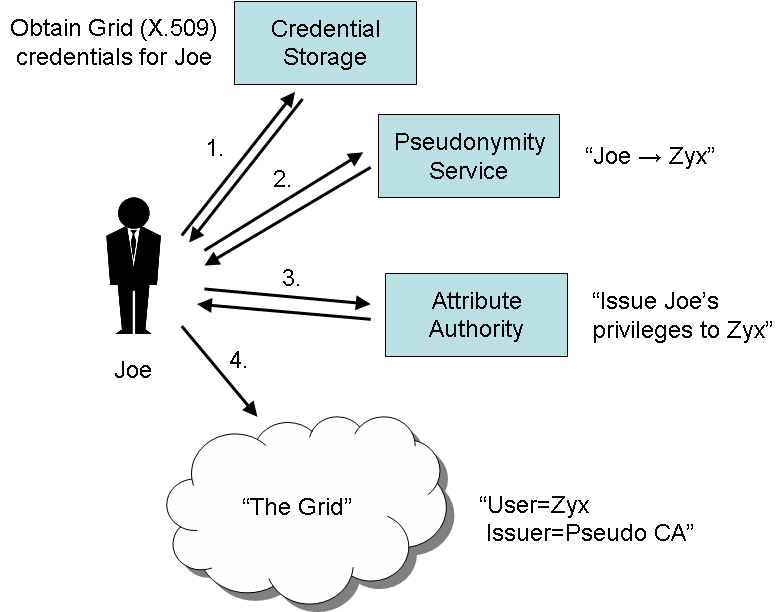 Obtain Grid (X.509)
credentials for Joe
Credential
Storage
1.
Pseudonymity
Service
“Joe → Zyx”
2.
3.
Attribute
Authority
“Issue Joe’s
privileges to Zyx”
Joe
4.
“The Grid”
“User=Zyx
Issuer=Pseudo CA”